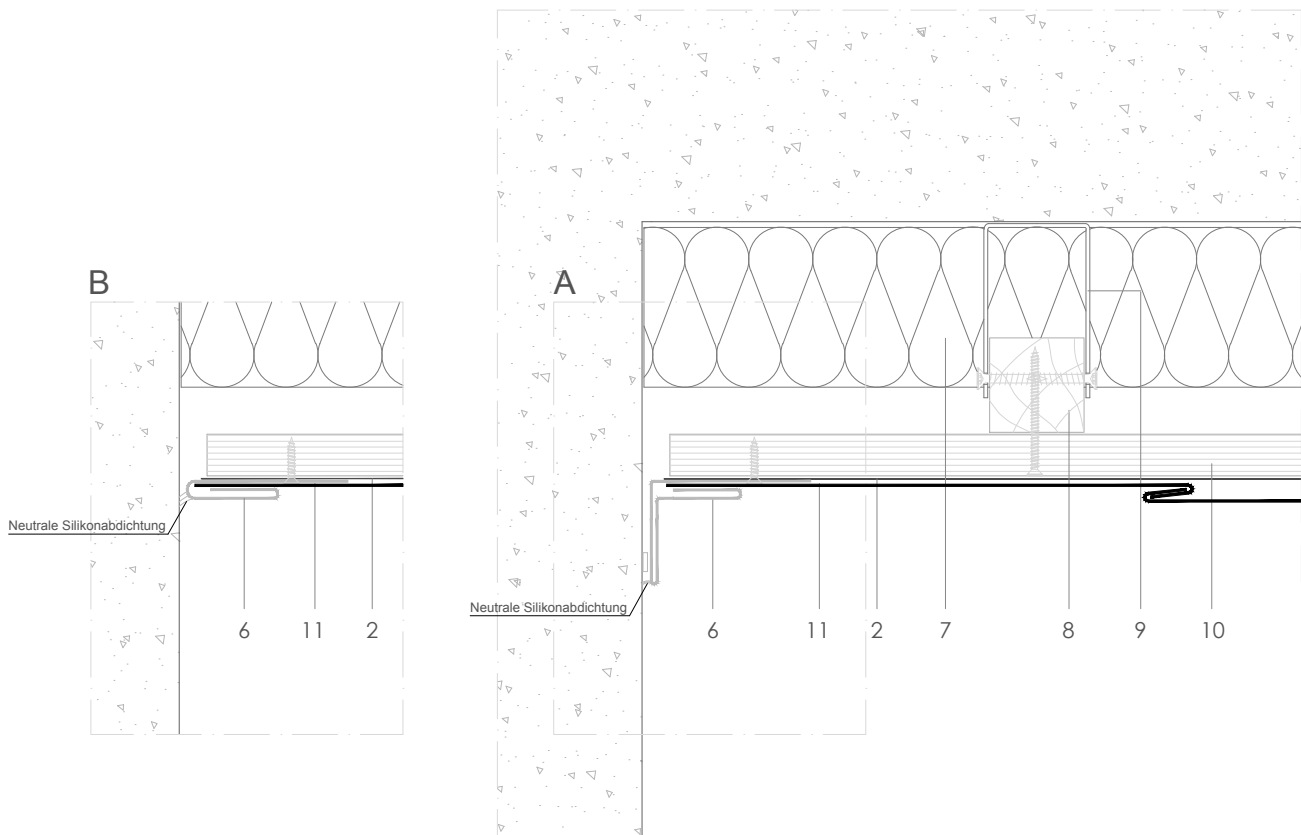 B
A
Neutrale Silikonabdichtung
6 11 2
Neutrale Silikonabdichtung
6 11 2 7 8 9 10